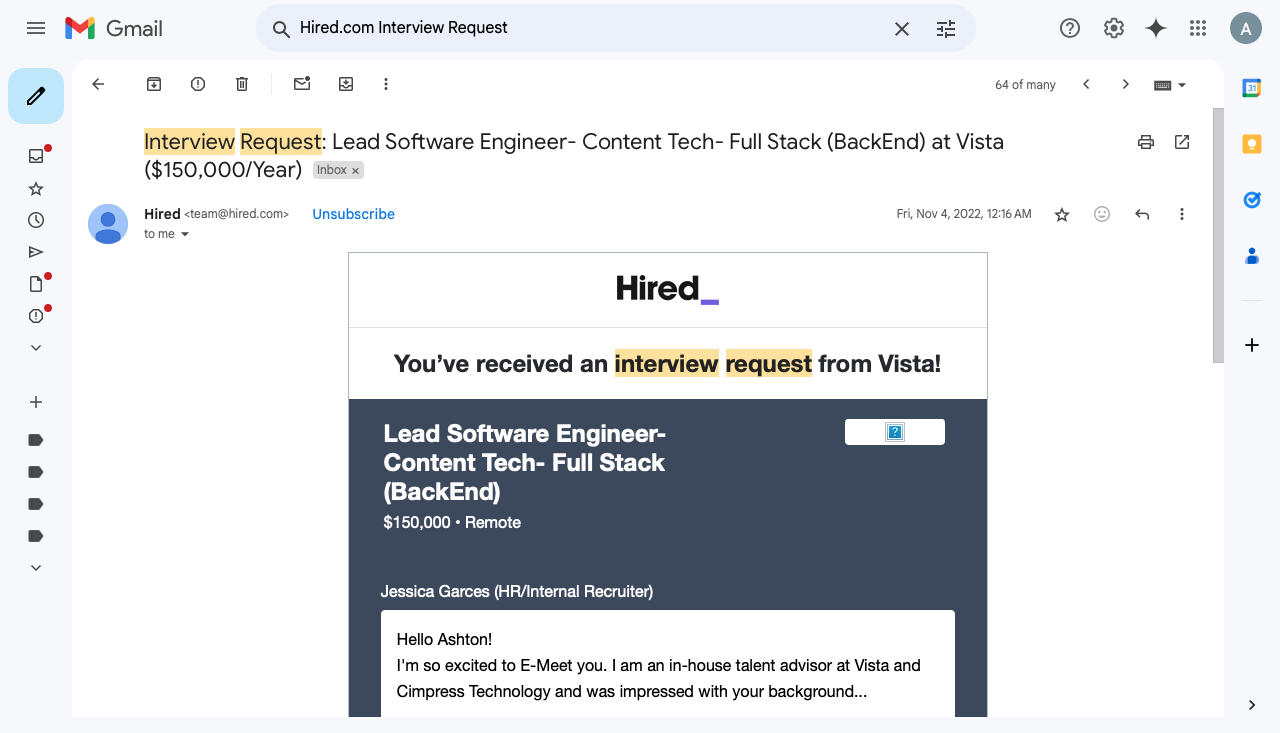 Gmail
Hired.com Interview Request
A
64 of many
Interview Request: Lead Software Engineer- Content Tech- Full Stack (BackEnd) at Vista
($150,000/Year) Inbox ×
31
Hired <team@hired.com> Unsubscribe
Fri, Nov 4, 2022, 12:16 AM
to me
Hired_
You’ve received an interview request from Vista!
Lead Software Engineer-
Content Tech- Full Stack
(BackEnd)
?
$150,000 • Remote
Jessica Garces (HR/Internal Recruiter)
Hello Ashton!
I'm so excited to E-Meet you. I am an in-house talent advisor at Vista and
Cimpress Technology and was impressed with your background...